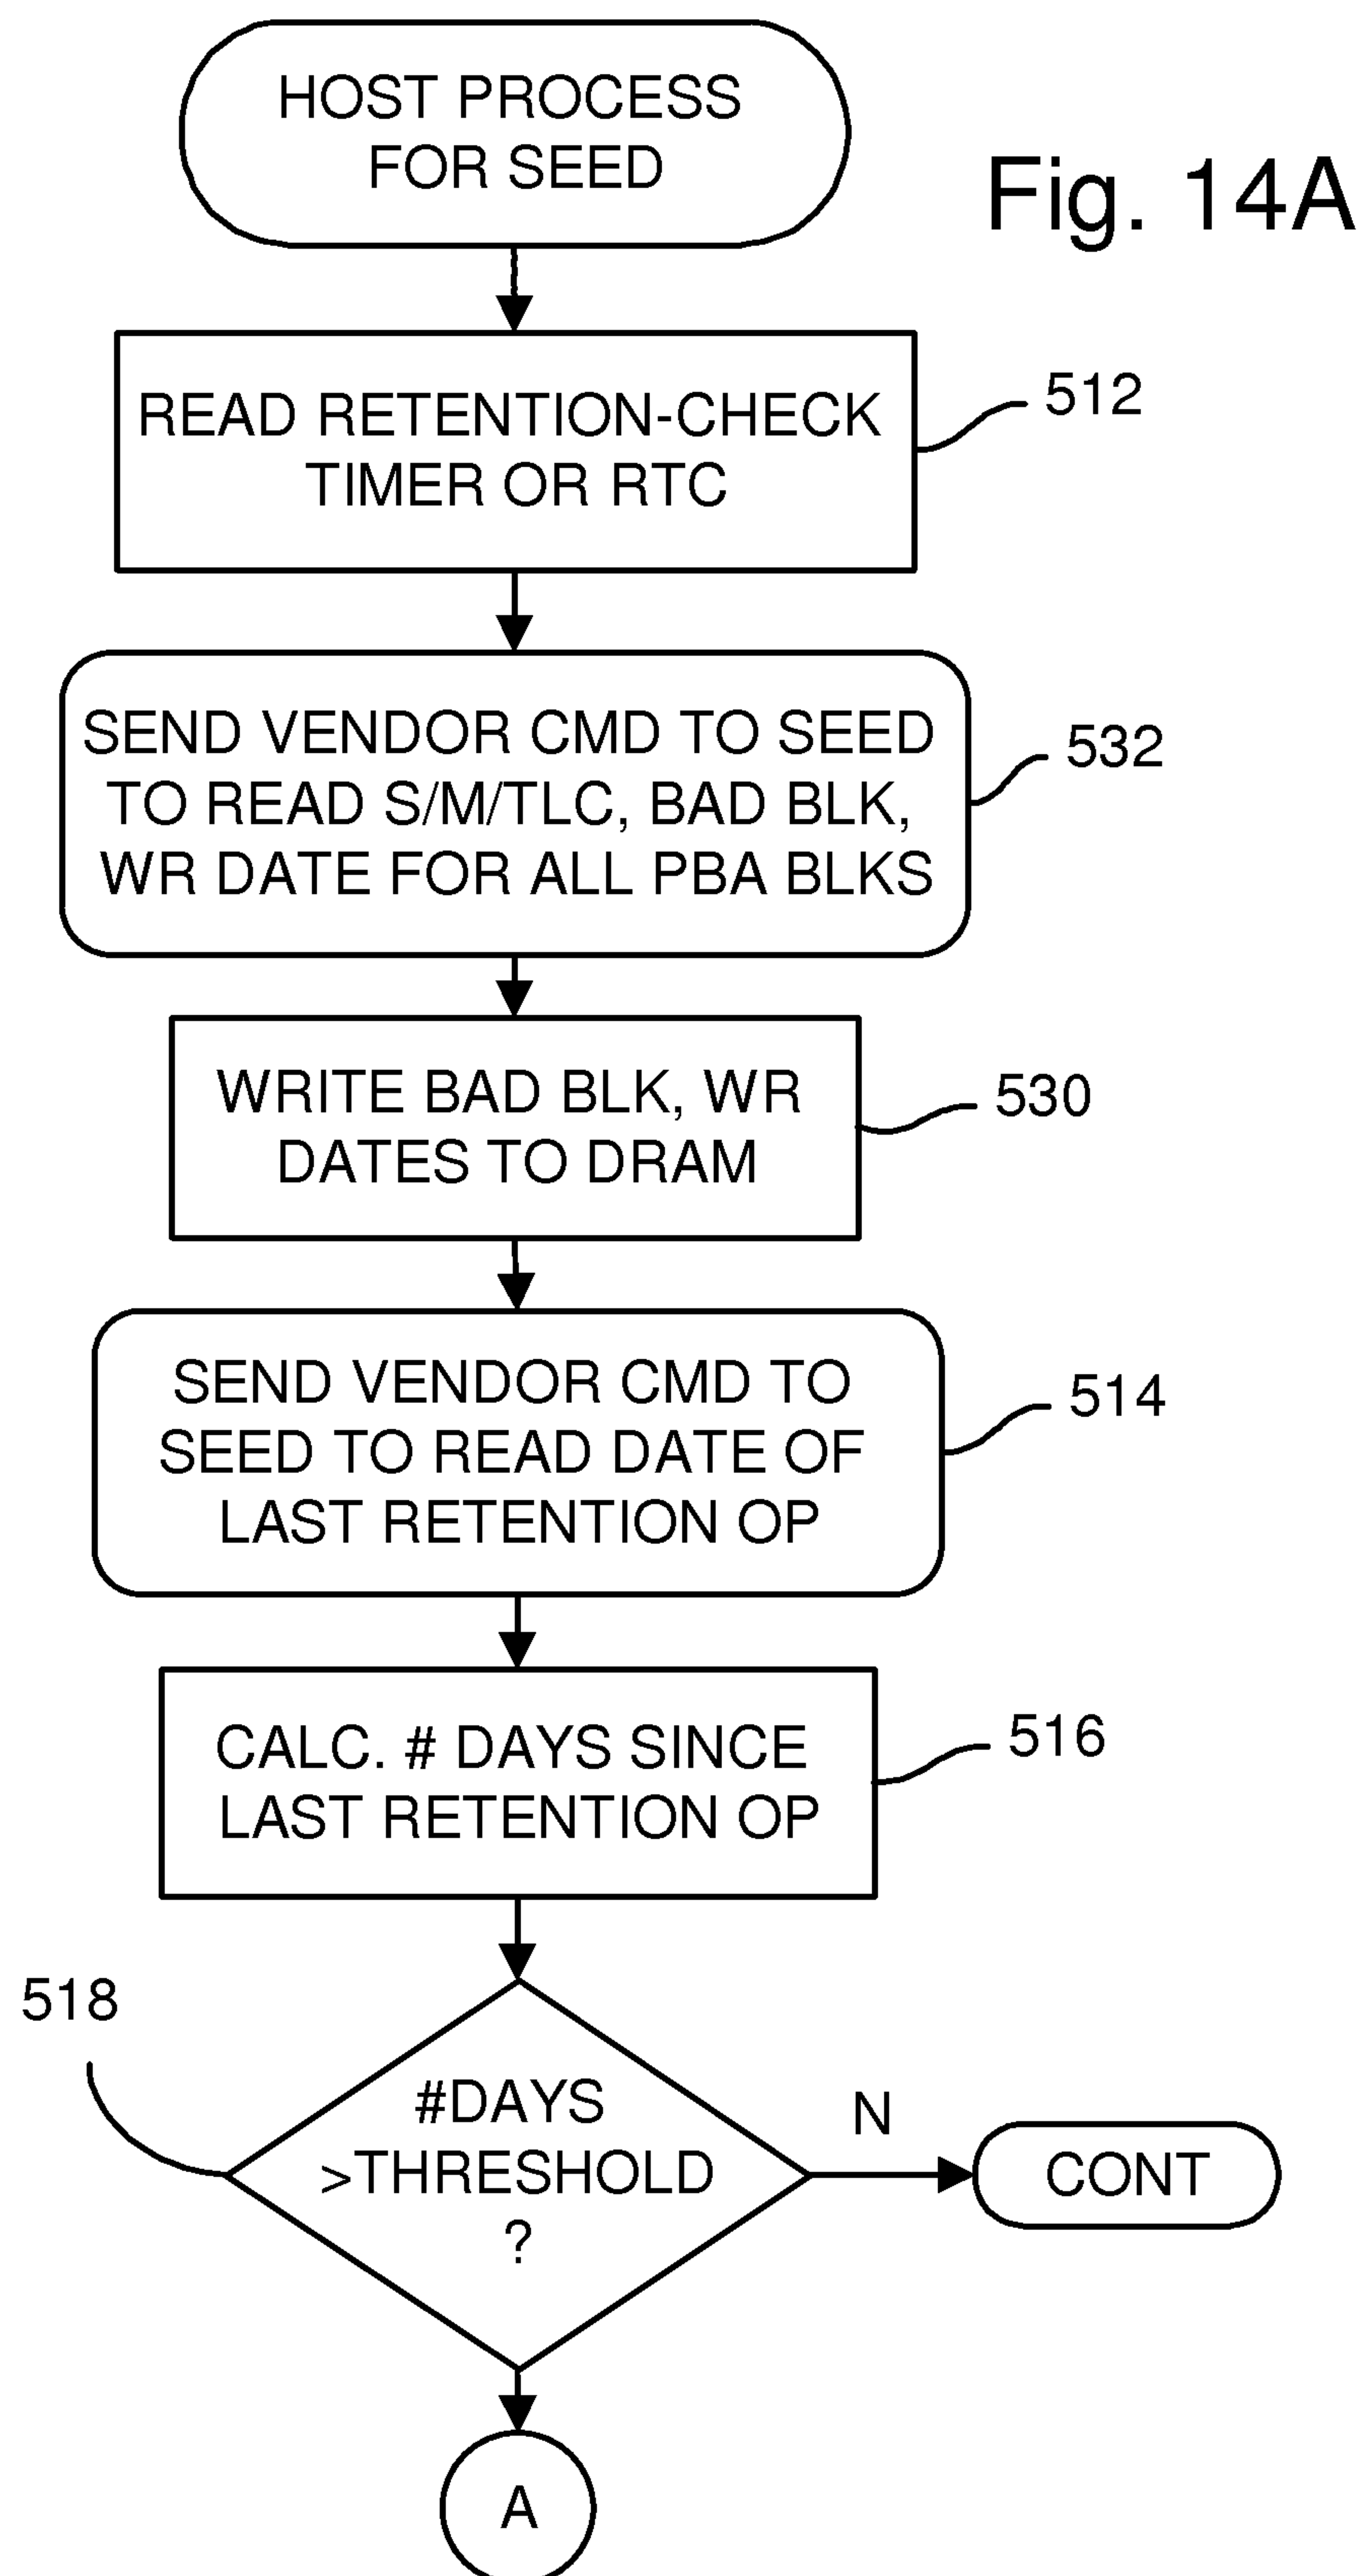 HOST PROCESS
FOR SEED
Fig. 14A
READ RETENTION-CHECK
TIMER OR RTC
512
SEND VENDOR CMD TO SEED
TO READ S/M/TLC, BAD BLK,
WR DATE FOR ALL PBA BLKS
532
WRITE BAD BLK, WR
DATES TO DRAM
530
SEND VENDOR CMD TO
SEED TO READ DATE OF
LAST RETENTION OP
514
CALC. # DAYS SINCE
LAST RETENTION OP
516
518
#DAYS
>THRESHOLD
?
N
CONT
A